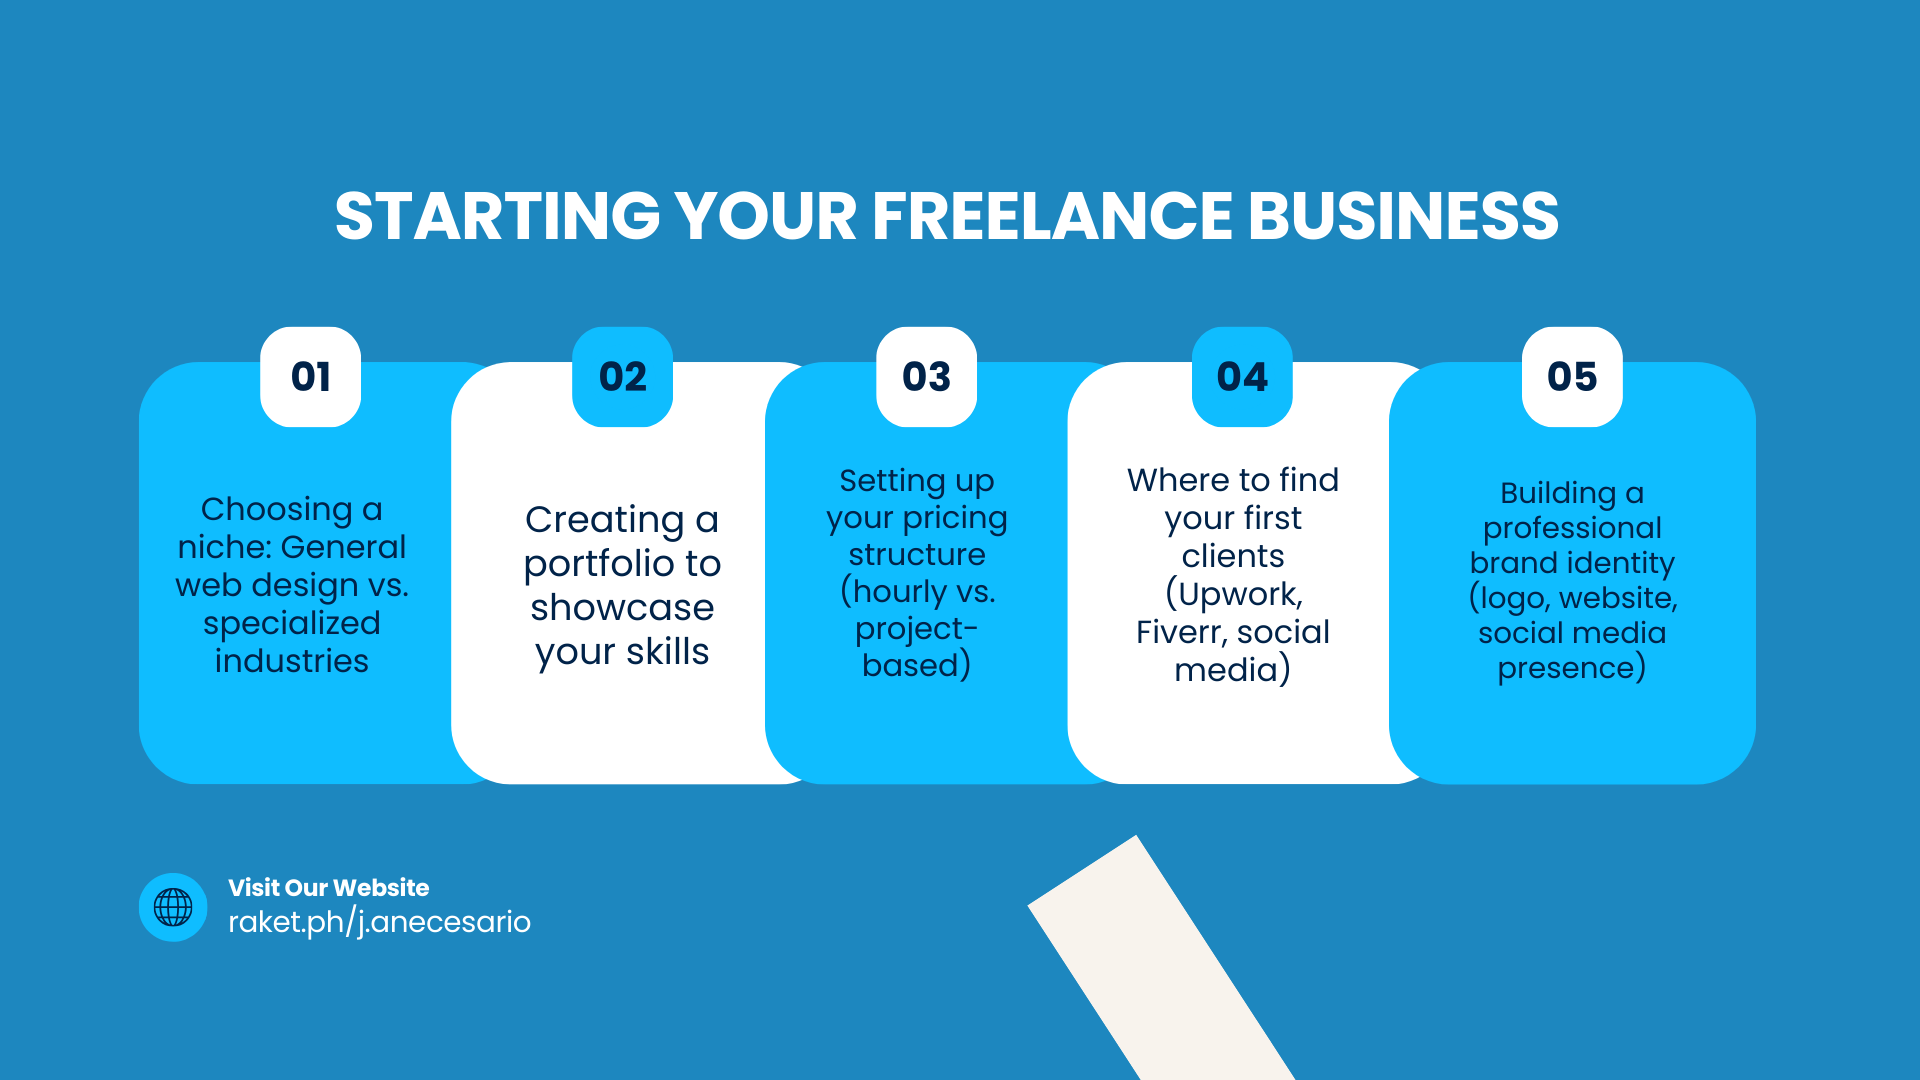 STARTING YOUR FREELANCE BUSINESS
01
Choosing a
niche: General
web design vs.
specialized
industries
02
Creating a
portfolio to
showcase
your skills
03
Setting up
your pricing
structure
(hourly vs.
project-
based)
04
Where to find
your first
clients
(Upwork,
Fiverr, social
media)
05
Building a
professional
brand identity
(logo, website,
social media
presence)
Visit Our Website
raket.ph/j.anecesario